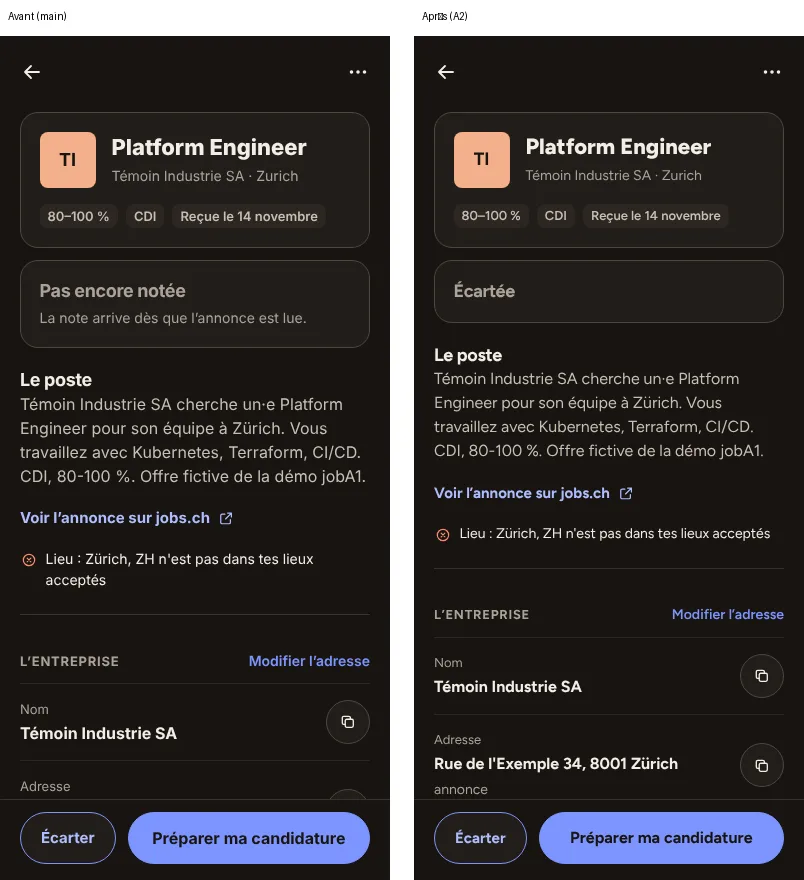 Avant (main)
TI
Platform Engineer
Témoin Industrie SA · Zurich
80–100 %
CDI
Reçue le 14 novembre
Pas encore notée
La note arrive dès que l’annonce est lue.
Le poste
Témoin Industrie SA cherche un·e Platform
Engineer pour son équipe à Zürich. Vous
travaillez avec Kubernetes, Terraform, CI/CD.
CDI, 80-100 %. Offre fictive de la démo jobA1.
Voir l’annonce sur jobs.ch
Lieu : Zürich, ZH n'est pas dans tes lieux
acceptés
L’ENTREPRISE
Modifier l’adresse
Nom
Témoin Industrie SA
Adresse
Écarter
Préparer ma candidature
(A2)
TI
Platform Engineer
Témoin Industrie SA · Zurich
80–100 %
CDI
Reçue le 14 novembre
Écartée
Le poste
Témoin Industrie SA cherche un·e Platform
Engineer pour son équipe à Zürich. Vous
travaillez avec Kubernetes, Terraform, CI/CD.
CDI, 80-100 %. Offre fictive de la démo jobA1.
Voir l’annonce sur jobs.ch
Lieu : Zürich, ZH n'est pas dans tes lieux acceptés
L’ENTREPRISE
Modifier l’adresse
Nom
Témoin Industrie SA
Adresse
Rue de l'Exemple 34, 8001 Zürich
annonce
Écarter
Préparer ma candidature